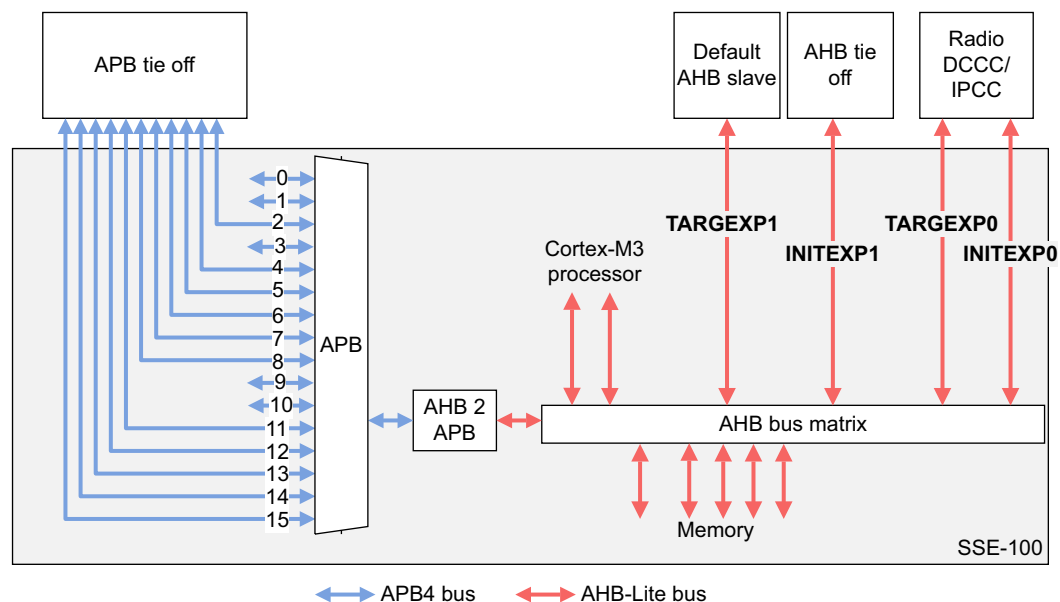 APB tie off
Default
AHB slave
AHB tie
off
Radio
DCCC/
IPCC
0
1
2
3
4
5
6
7
8
9
10
11
12
13
14
15
APB
TARGEXP1
TARGEXP0
INITEXP1
INITEXP0
Cortex-M3
processor
AHB 2
APB
AHB bus matrix
Memory
SSE-100
APB4 bus
AHB-Lite bus